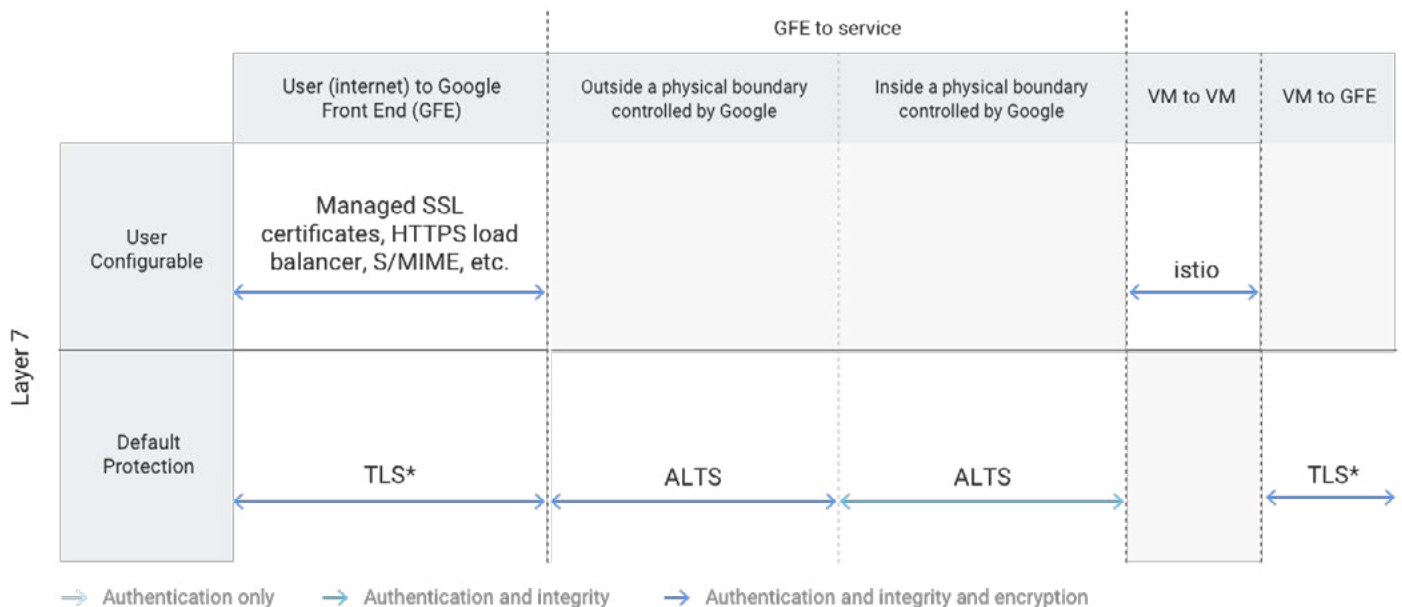 GFE to service
User (internet) to Google
Front End (GFE)
Outside a physical boundary
controlled by Google
Inside a physical boundary
controlled by Google
VM to VM
VM to GFE
Layer 7
User
Configurable
Managed SSL
certificates, HTTPS load
balancer, S/MIME, etc.
istio
Default
Protection
TLS*
ALTS
ALTS
TLS*
Authentication only
Authentication and integrity
Authentication and integrity and encryption